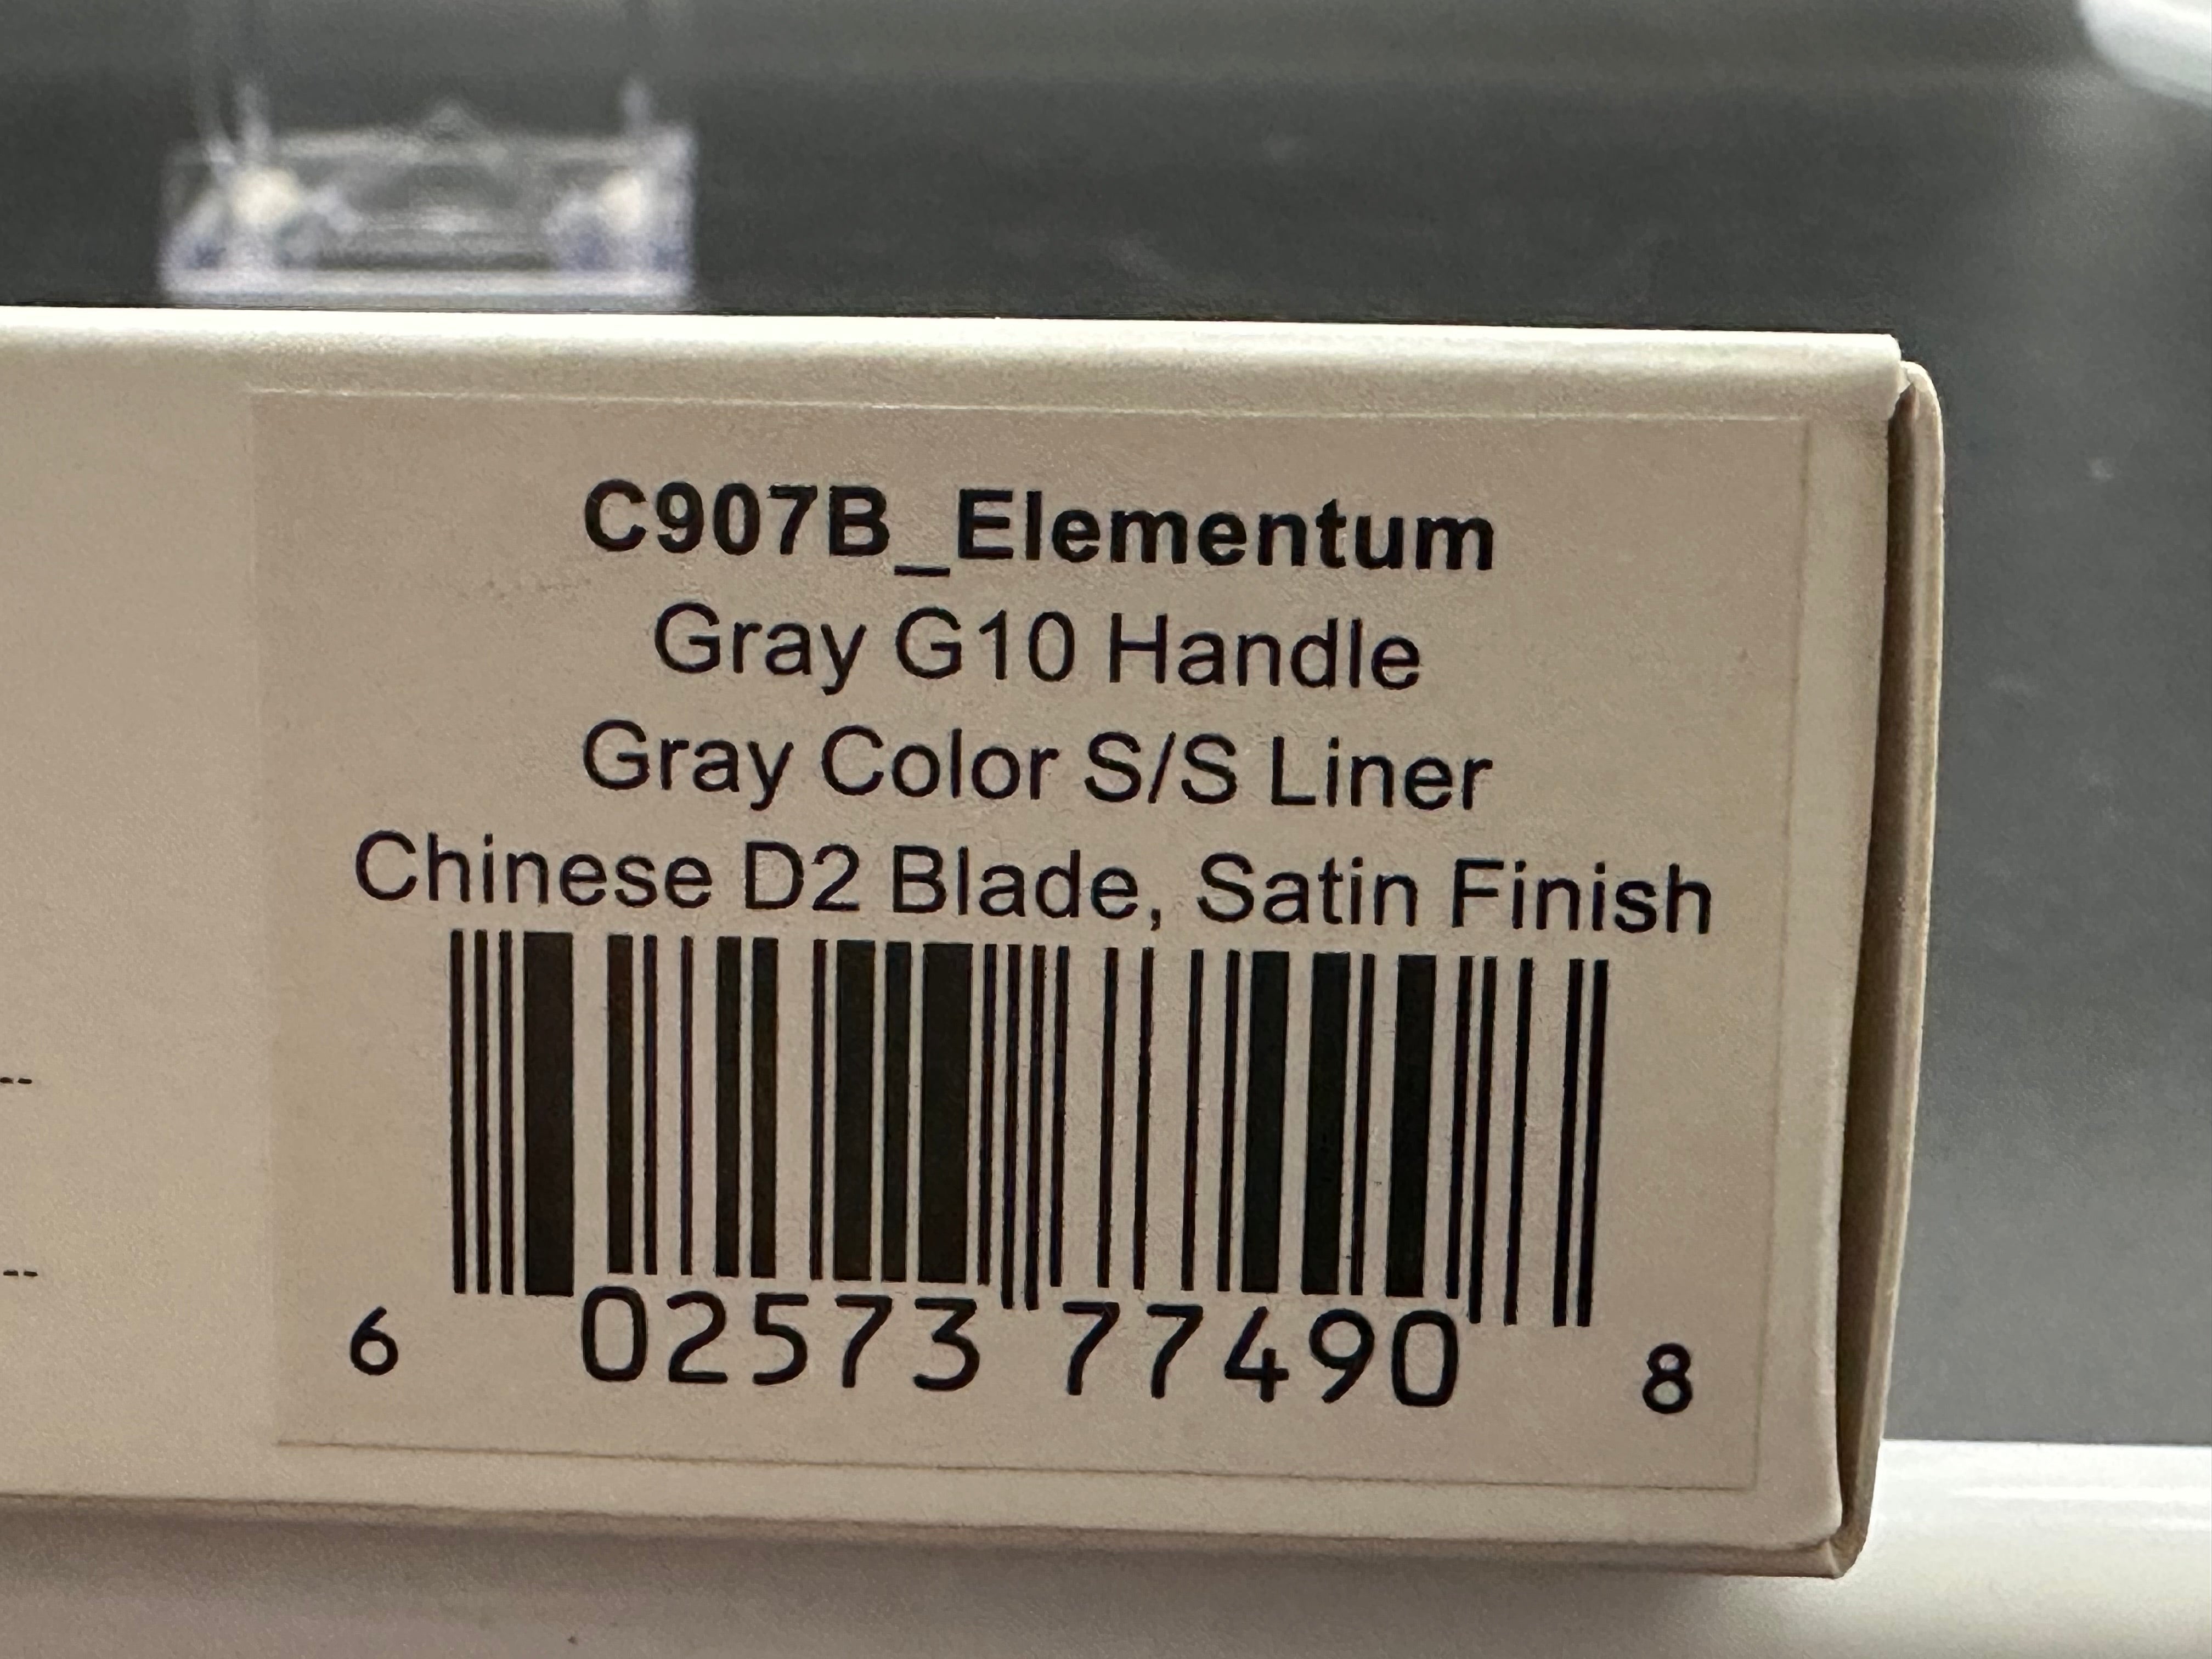 C907B_Elementum
Gray G10 Handle
Gray Color S/S Liner
Chinese D2 Blade, Satin Finish
6 02573 77490 8
--
--